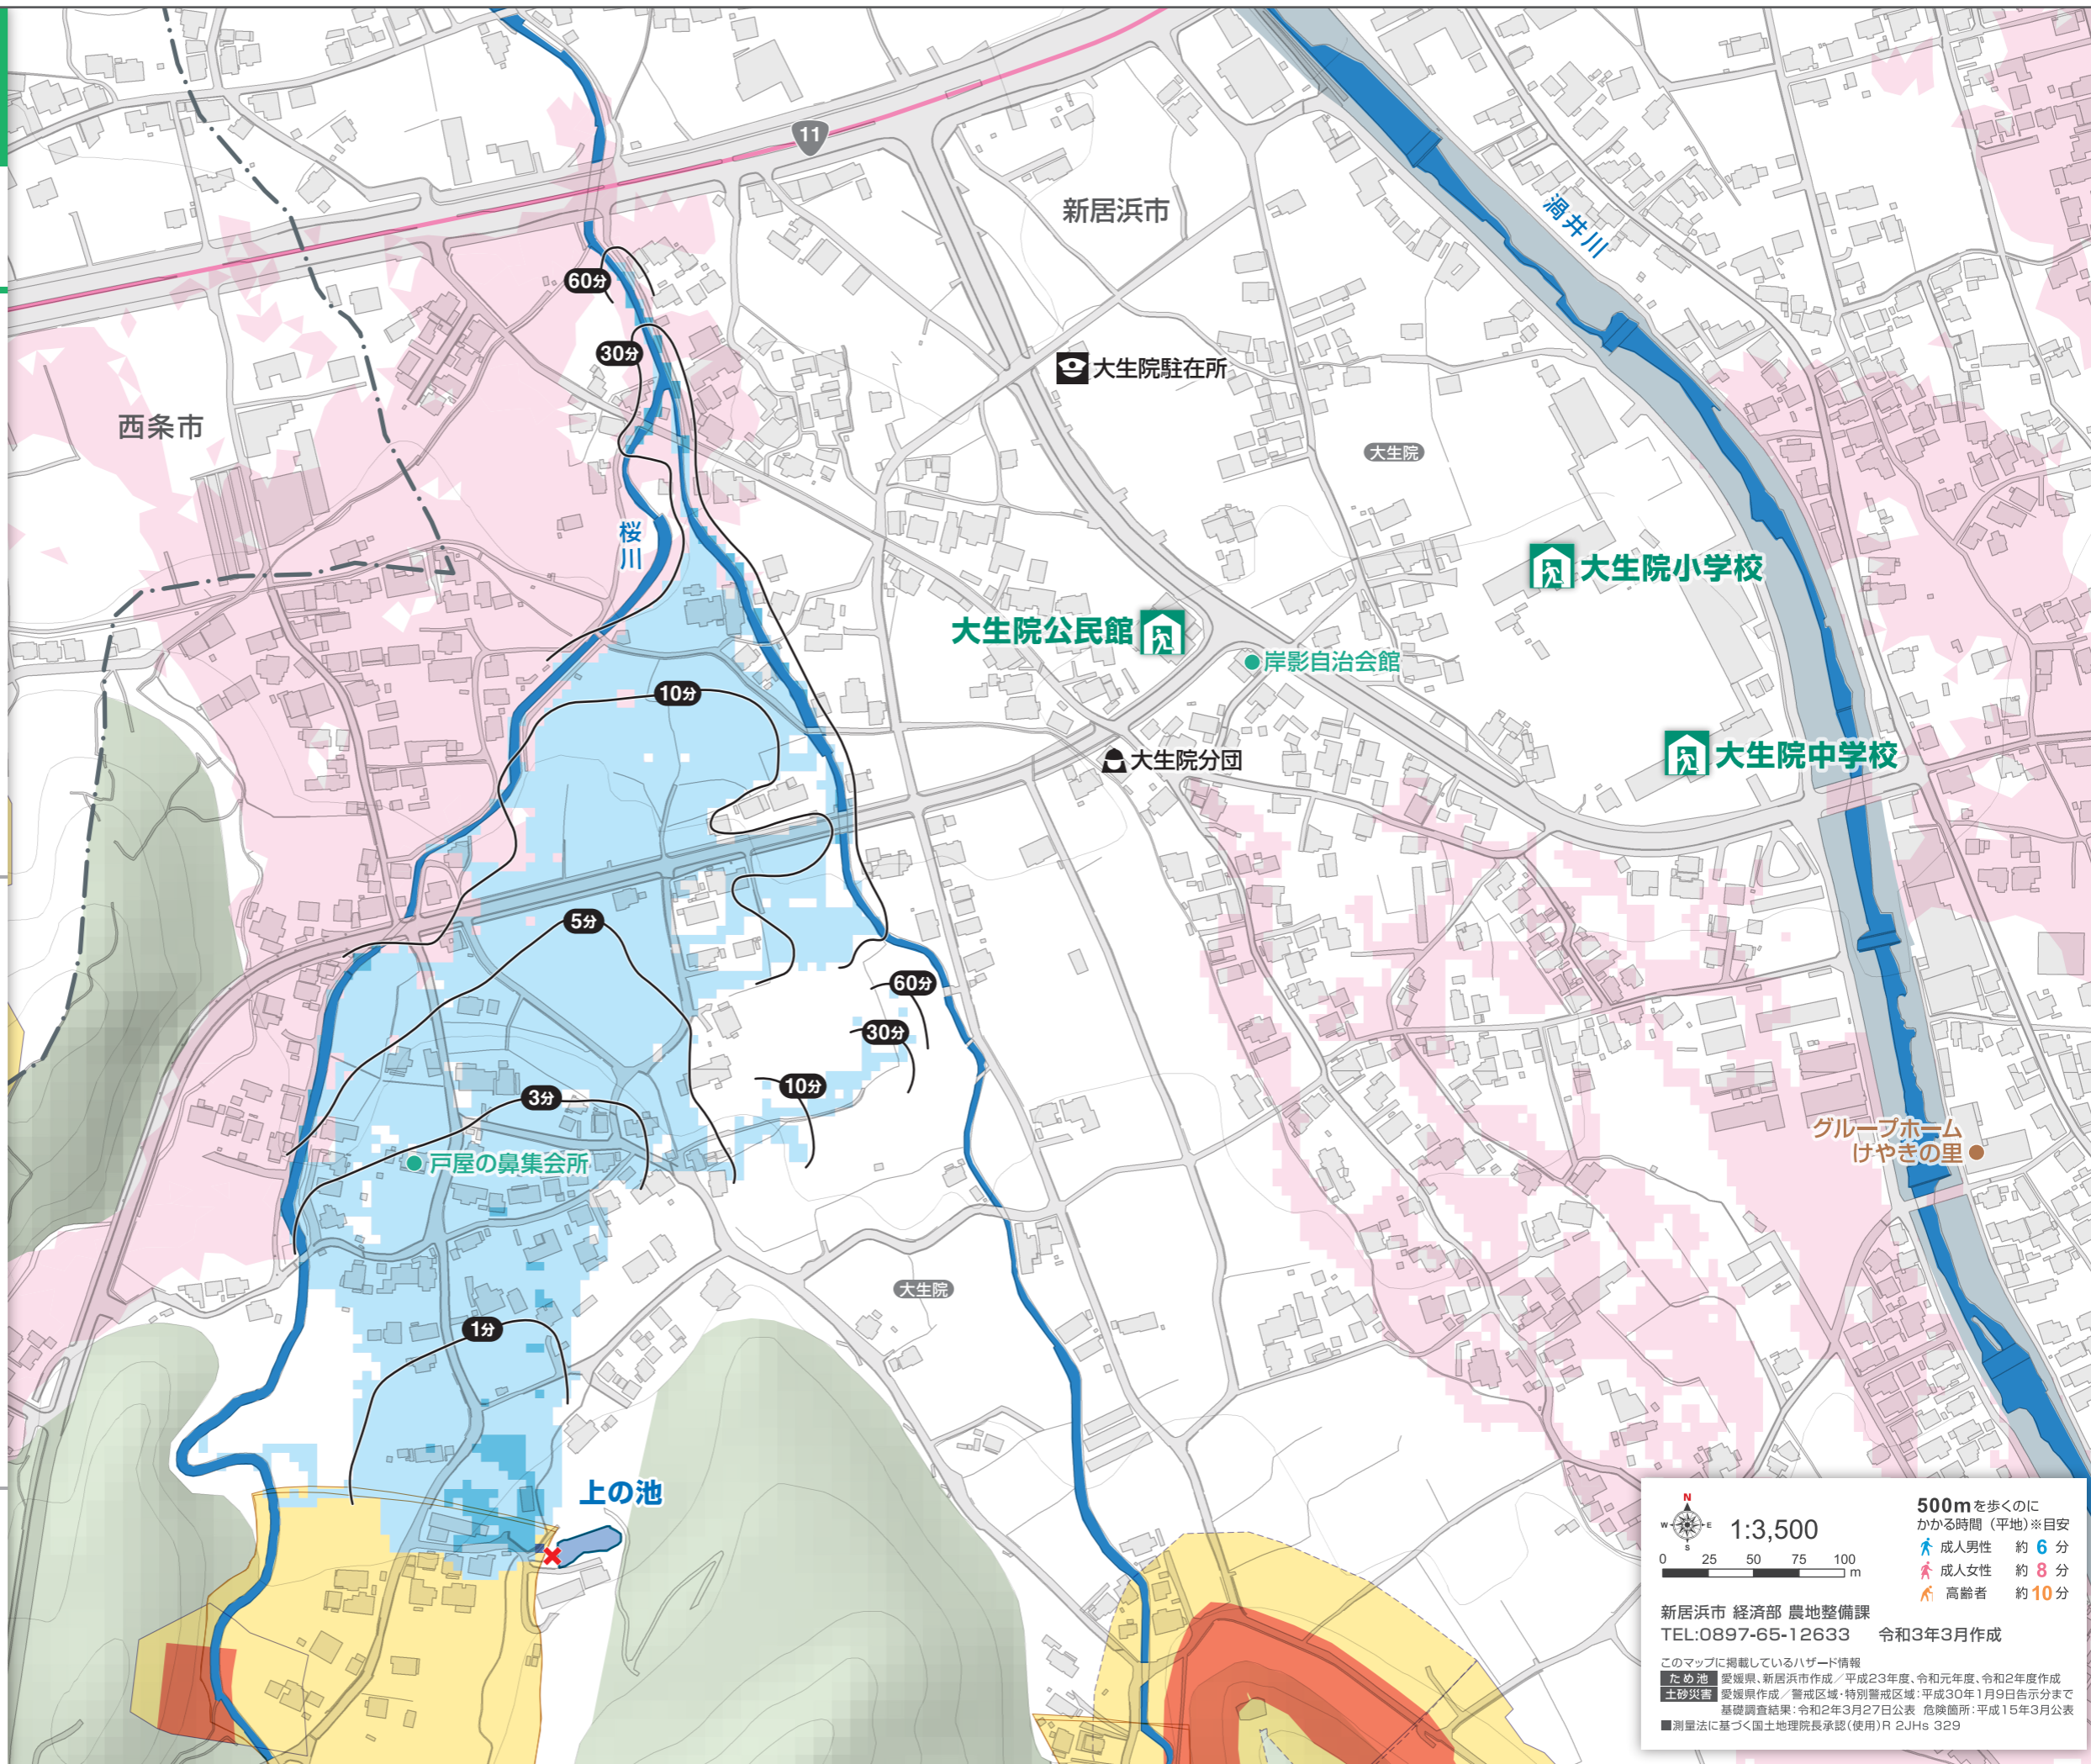 11
新居浜市
渦井川
60分
30分
大生院駐在所
西条市
大生院
桜川
大生院小学校
大生院公民館
岸影自治会館
10分
大生院分団
大生院中学校
5分
60分
30分
10分
3分
戸屋の鼻集会所
グループホーム
けやきの里
大生院
1分
上の池
N
W E
S
1:3,500
0 25 50 75 100
m
500mを歩くのに
かかる時間（平地）※目安
成人男性 約 6 分
成人女性 約 8 分
高齢者 約 10 分
新居浜市 経済部 農地整備課
TEL:0897-65-12633 令和3年3月作成
このマップに掲載しているハザード情報
ため池 愛媛県、新居浜市作成／平成23年度、令和元年度、令和2年度作成
土砂災害 愛媛県作成／警戒区域・特別警戒区域：平成30年1月9日告示分まで
基礎調査結果：令和2年3月27日公表 危険箇所：平成15年3月公表
■測量法に基づく国土地理院長承認（使用）R 2JHs 329